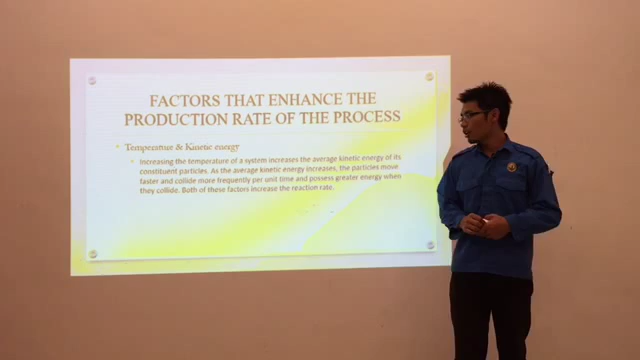 FACTORS THAT ENHANCE THE
PRODUCTION RATE OF THE PROCESS
Temperature & Kinetic energy
Increasing the temperature of a system increases the average kinetic energy of its
constituent particles. As the average kinetic energy increases, the particles move
faster and collide more frequently per unit time and possess greater energy when
they collide. Both of these factors increase the reaction rate.